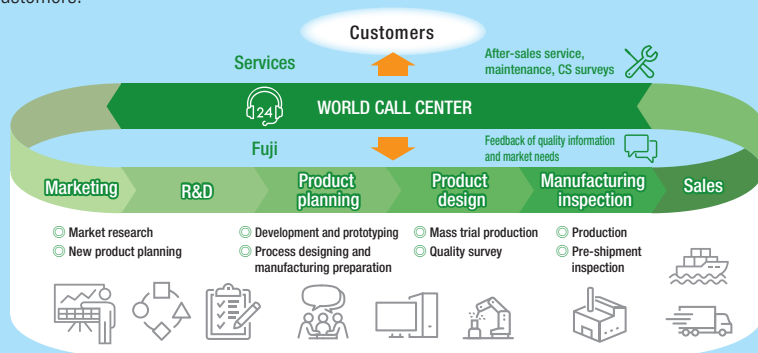 customers.
Customers
Services
After-sales service,
maintenance, CS surveys
24
WORLD CALL CENTER
Fuji
Feedback of quality information
and market needs
Marketing
R&D
Product
planning
Product
design
Manufacturing
inspection
Sales
◎ Market research
◎ New product planning
◎ Development and prototyping
◎ Process designing and
manufacturing preparation
◎ Mass trial production
◎ Quality survey
◎ Production
◎ Pre-shipment
inspection